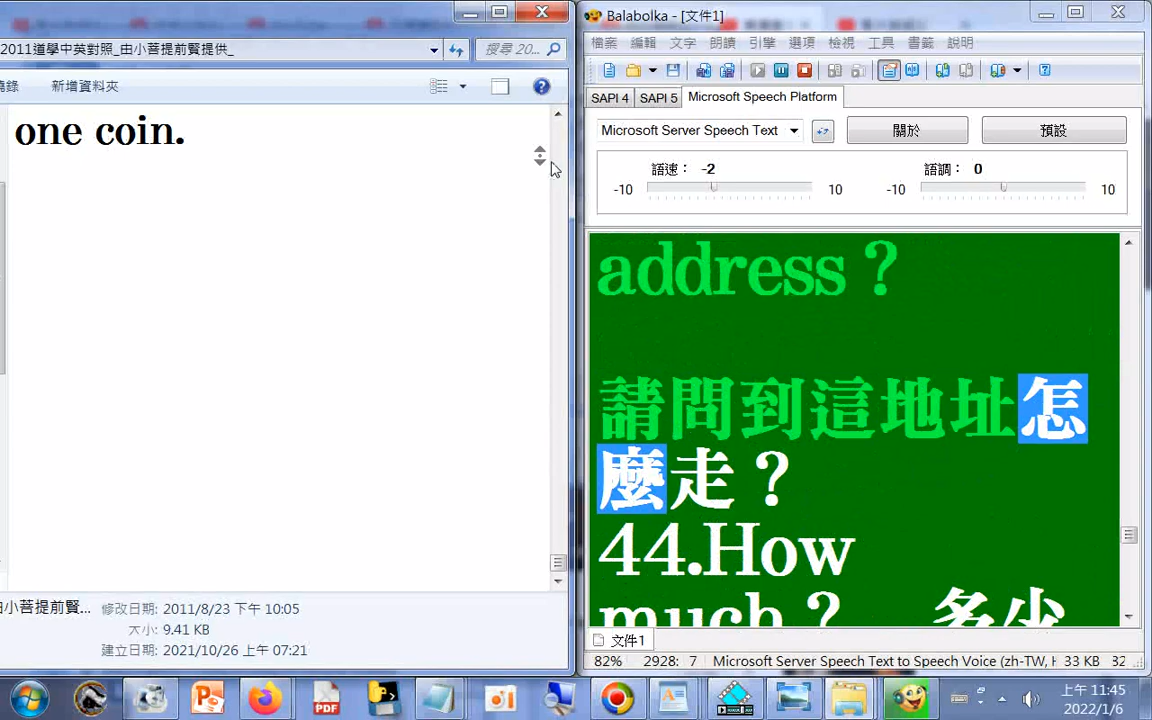 2011道學中英對照_由小菩提前賢提供_
搜尋 20...
新增資料夾
one coin.
修改日期: 2011/8/23 下午 10:05
大小: 9.41 KB
建立日期: 2021/10/26 上午 07:21
Balabolka - [文件1]
檔案 編輯 文字 朗讀 引擎 選項 檢視 工具 書籤 說明
SAPI 4 SAPI 5 Microsoft Speech Platform
Microsoft Server Speech Text 關於 預設
語速： -2 語調： 0
-10 10 -10 10
address？
請問到這地址怎
麼走？
44.How
much？ 多少
文件1
82% 2928: 7 Microsoft Server Speech Text to Speech Voice (zh-TW, H 33 KB 32
上午 11:45
2022/1/6